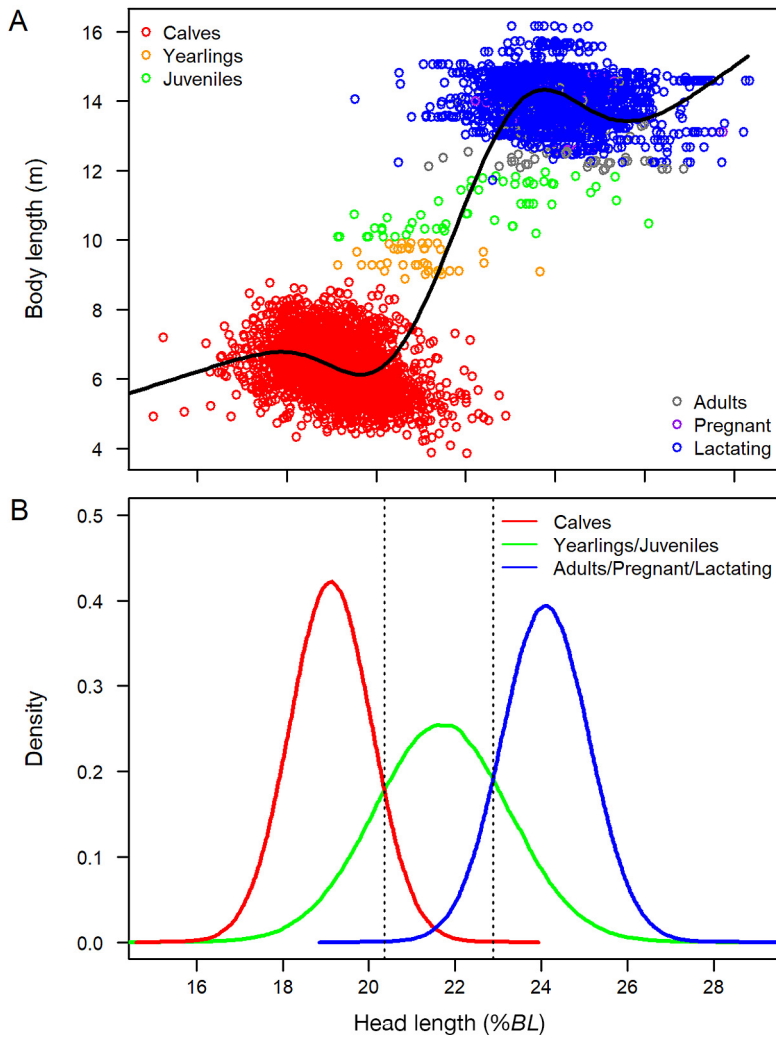 A
Calves
Yearlings
Juveniles
16
14
12
10
8
6
4
Body length (m)
Adults
Pregnant
Lactating
B
Calves
Yearlings/Juveniles
Adults/Pregnant/Lactating
0.5
0.4
0.3
0.2
0.1
0.0
Density
16 18 20 22 24 26 28
Head length (%BL)